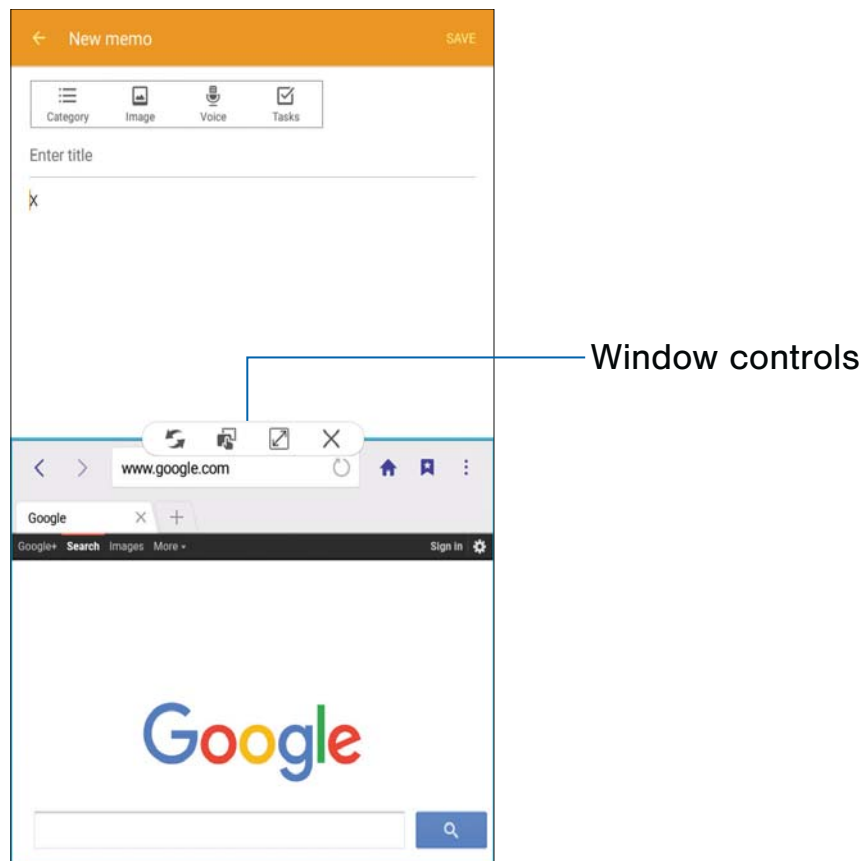 New memo SAVE
Category Image Voice Tasks
Enter title
x
Window controls
www.google.com
Google
Google+ Search Images More Sign in
Google